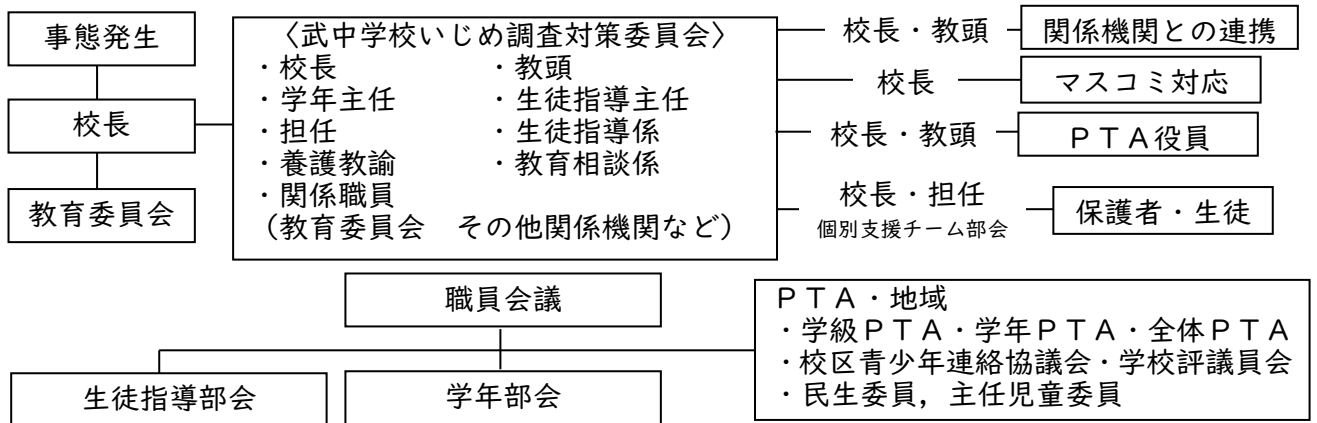 事態発生
校長
教育委員会
〈武中学校いじめ調査対策委員会〉
・校長　・教頭
・学年主任　・生徒指導主任
・担任　・生徒指導係
・養護教諭　・教育相談係
・関係職員
（教育委員会　その他関係機関など）
校長・教頭
関係機関との連携
校長
マスコミ対応
校長・教頭
ＰＴＡ役員
校長・担任
個別支援チーム部会
保護者・生徒
職員会議
生徒指導部会
学年部会
ＰＴＡ・地域
・学級ＰＴＡ・学年ＰＴＡ・全体ＰＴＡ
・校区青少年連絡協議会・学校評議員会
・民生委員，主任児童委員